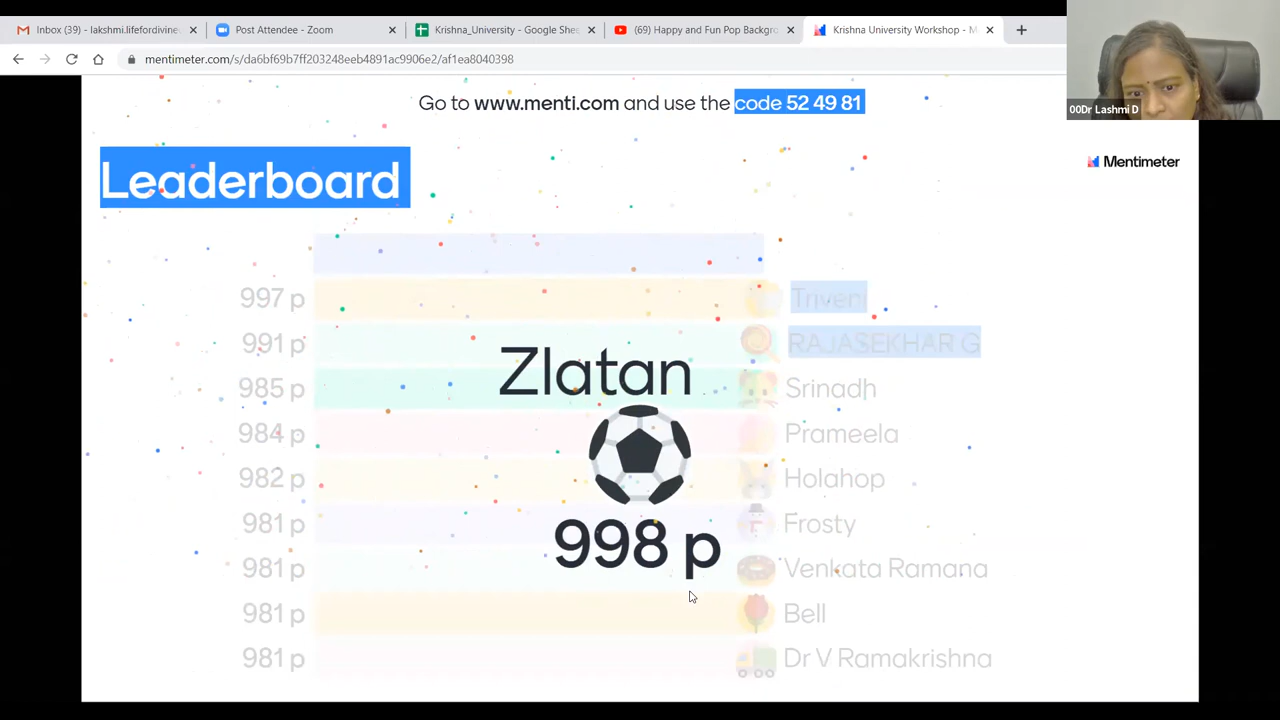 Inbox (39) - lakshmi.lifefordivine
Post Attendee - Zoom
Krishna_University - Google Shee
(69) Happy and Fun Pop Backgro
Krishna University Workshop - M
mentimeter.com/s/da6bf69b7ff203248eeb4891ac9906e2/af1ea8040398
00Dr Lashmi D
Go to www.menti.com and use the code 52 49 81
Mentimeter
Leaderboard
997 p Triveni
991 p RAJASEKHAR G
Zlatan
985 p Srinadh
984 p Prameela
982 p Holahop
981 p Frosty
998 p
981 p Venkata Ramana
981 p Bell
981 p Dr V Ramakrishna